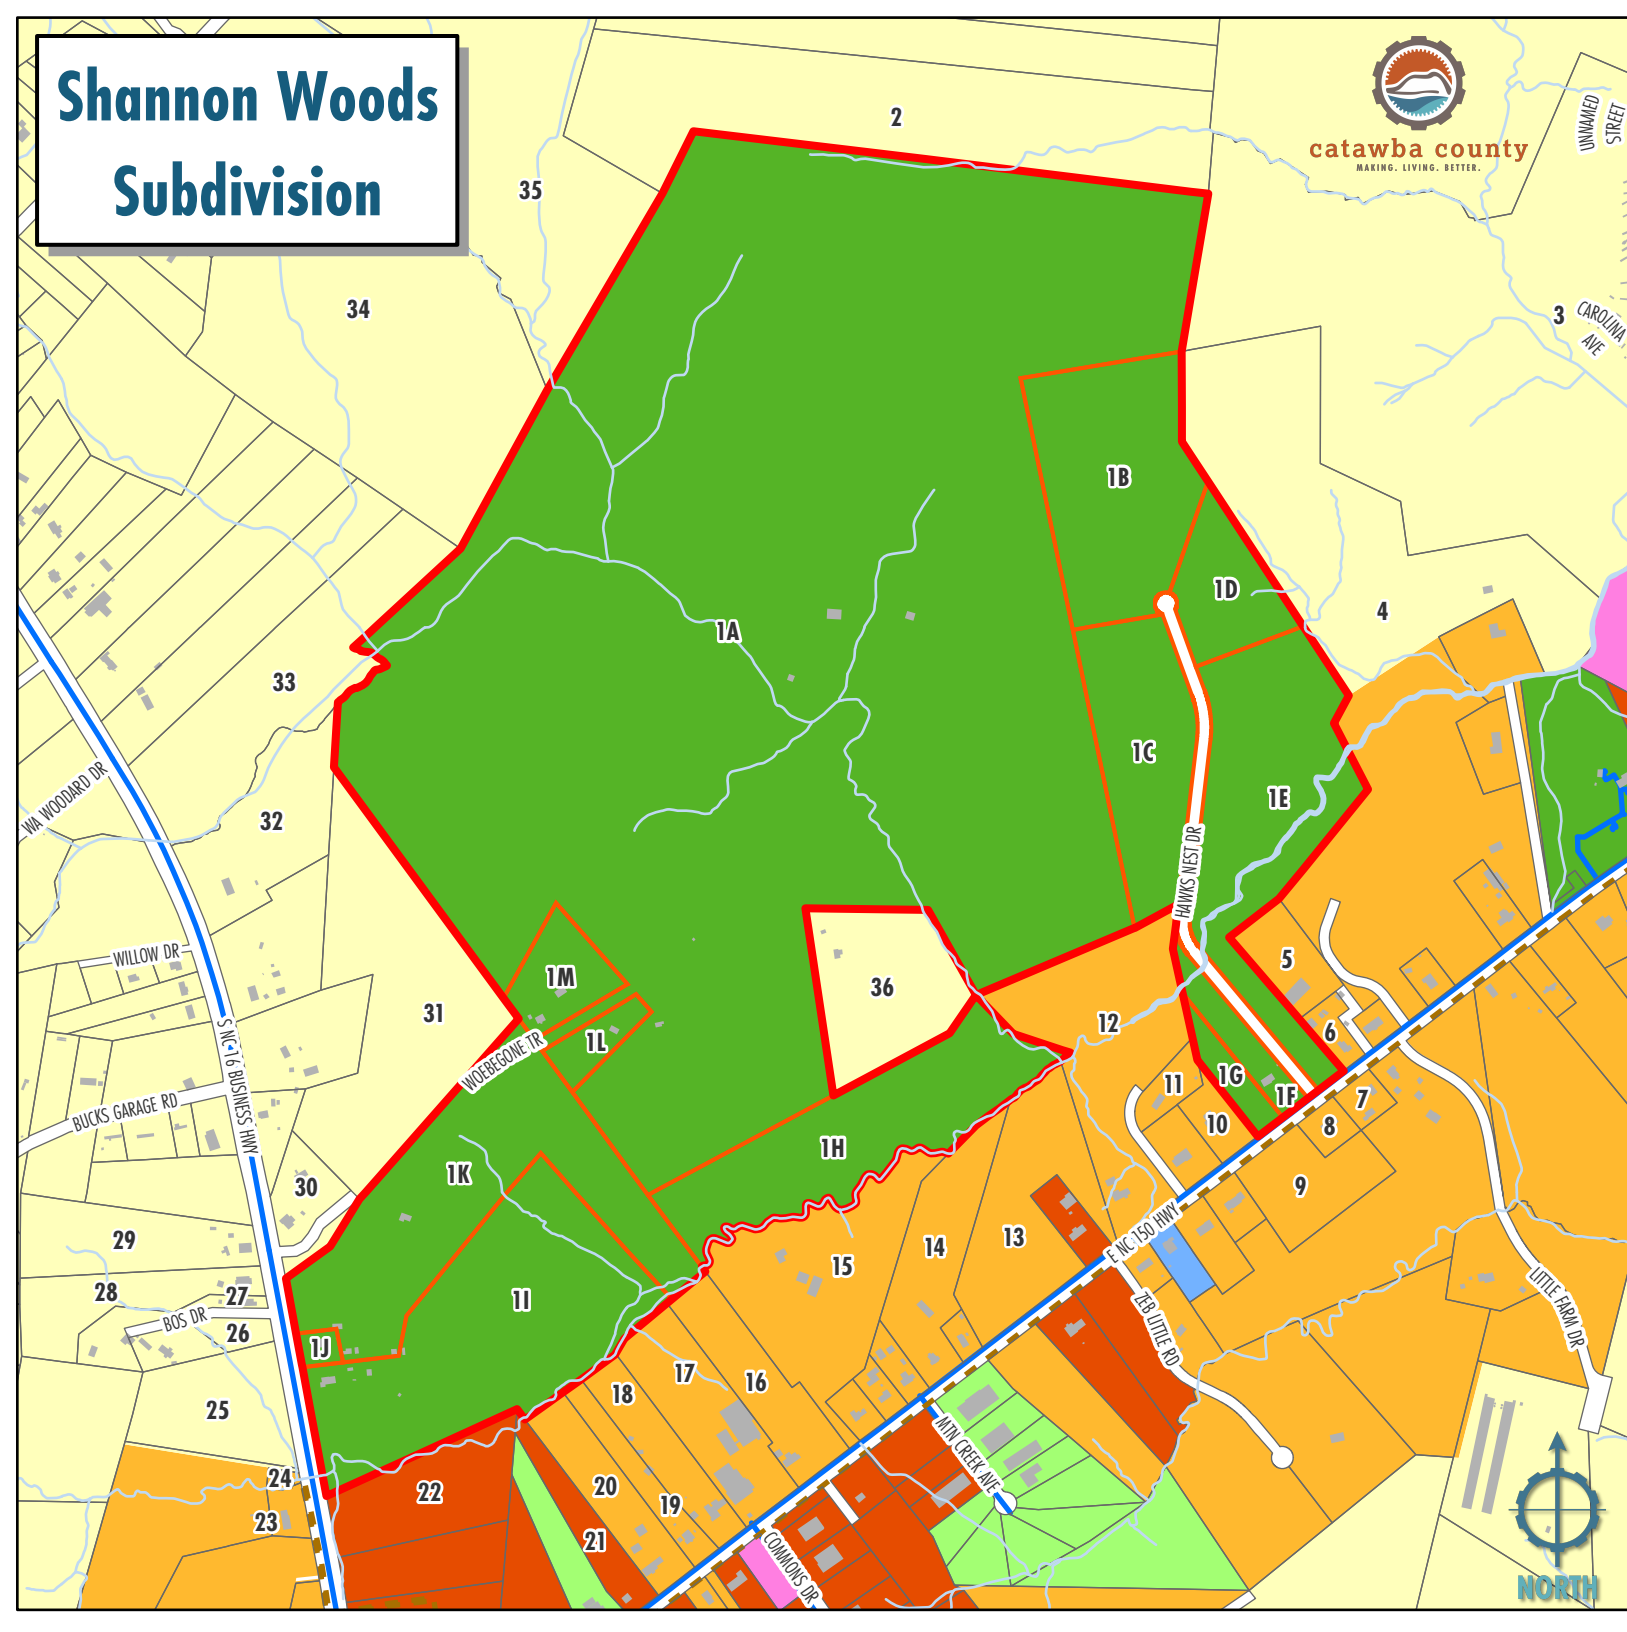 Shannon Woods
Subdivision
catawba county
MAKING. LIVING. BETTER.
UNNAMED
STREET
2
35
34
3
CAROLINA
AVE
1B
1D
4
1A
33
1C
1E
32
WA WOODARD DR
HAWKS NEST DR
WILLOW DR
1M
36
5
31
12
6
1L
WOEBEGONE TR
S NC 16 BUSINESS HWY
11
1G
1F
7
BUCKS GARAGE RD
10
8
1H
1K
30
9
29
E NC 150 HWY
14
13
15
28
27
1I
LITTLE FARM DR
BOS DR
26
ZEB LITTLE RD
1J
17
16
18
25
MTN CREEK AVE
24
20
22
19
23
21
COMMONS DR
NORTH